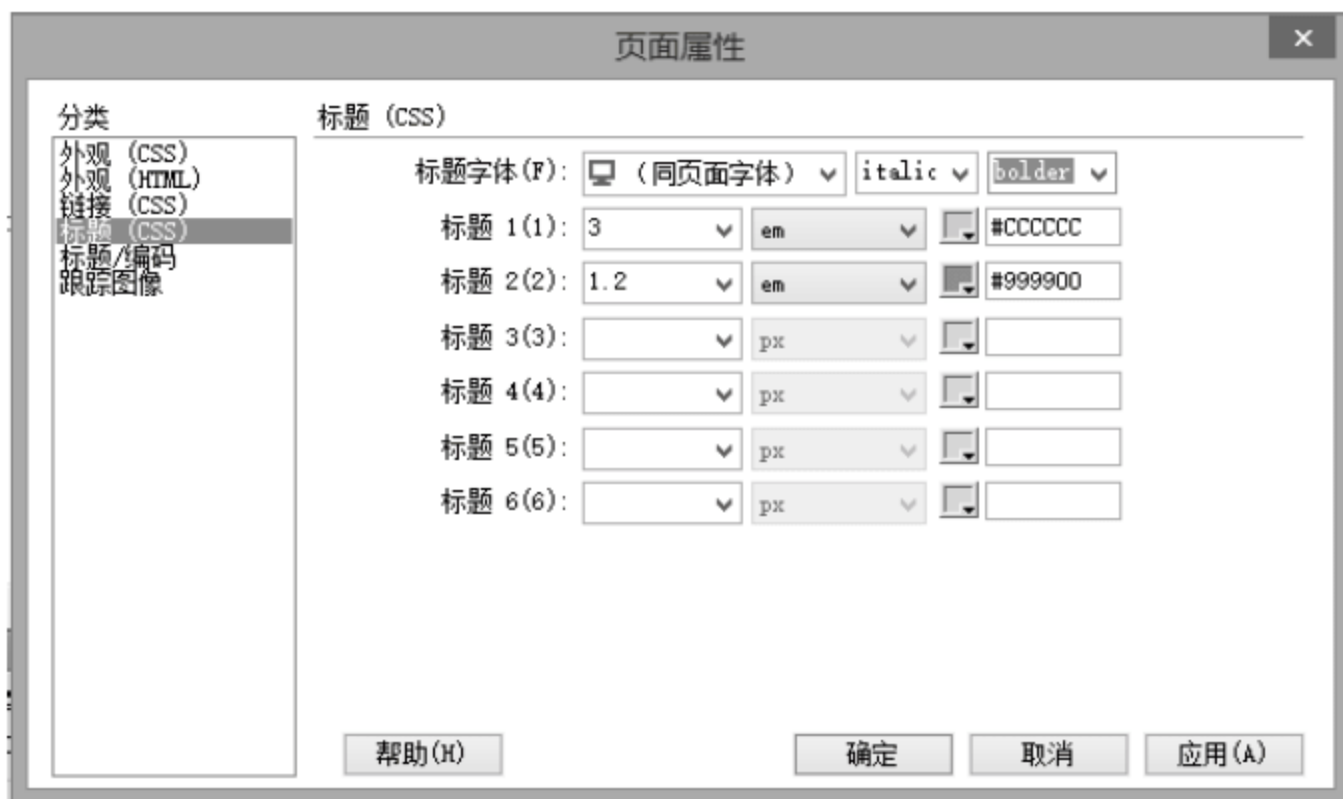 页面属性
分类
外观 (CSS)
外观 (HTML)
链接 (CSS)
标题 (CSS)
标题/编码
跟踪图像
标题 (CSS)
标题字体(F): (同页面字体) italic bolder
标题 1(1): 3 em #CCCCCC
标题 2(2): 1.2 em #999900
标题 3(3): px
标题 4(4): px
标题 5(5): px
标题 6(6): px
帮助(H) 确定 取消 应用(A)